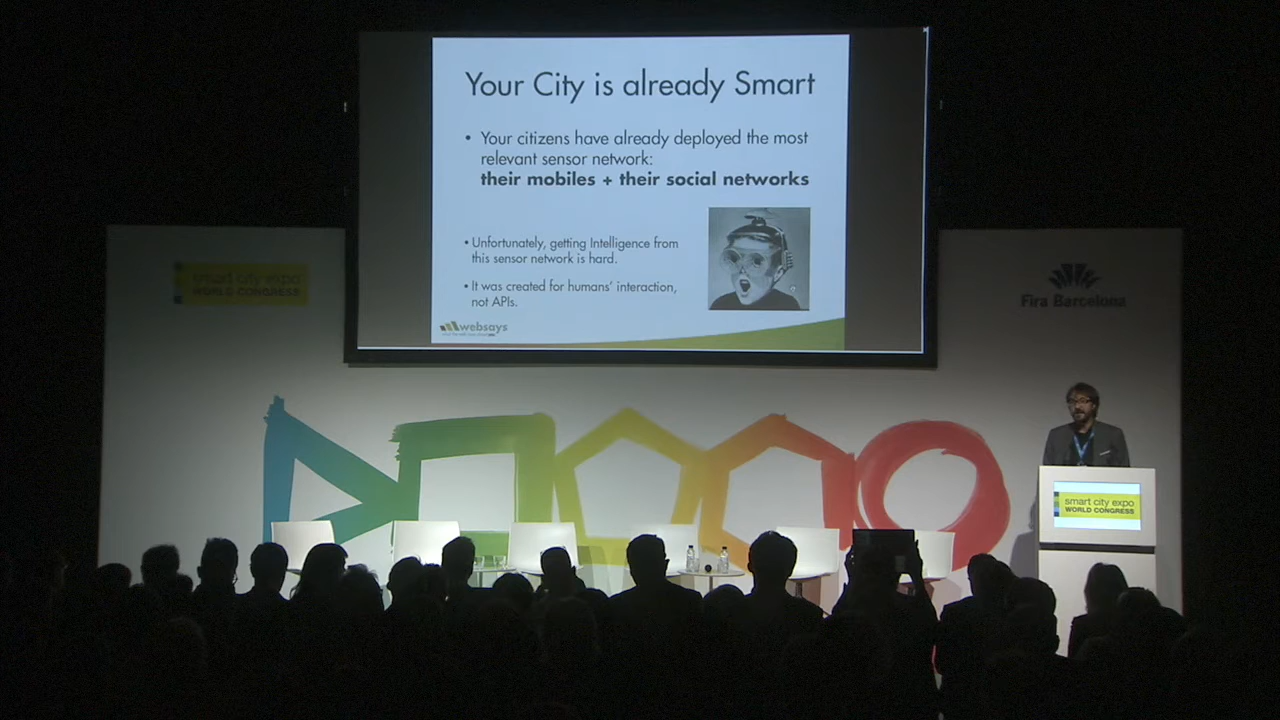 Your City is already Smart
• Your citizens have already deployed the most
relevant sensor network:
their mobiles + their social networks
• Unfortunately, getting Intelligence from
this sensor network is hard.
• It was created for humans' interaction,
not APIs.
websays
smart city expo
WORLD CONGRESS
Fira Barcelona
smart city expo
WORLD CONGRESS